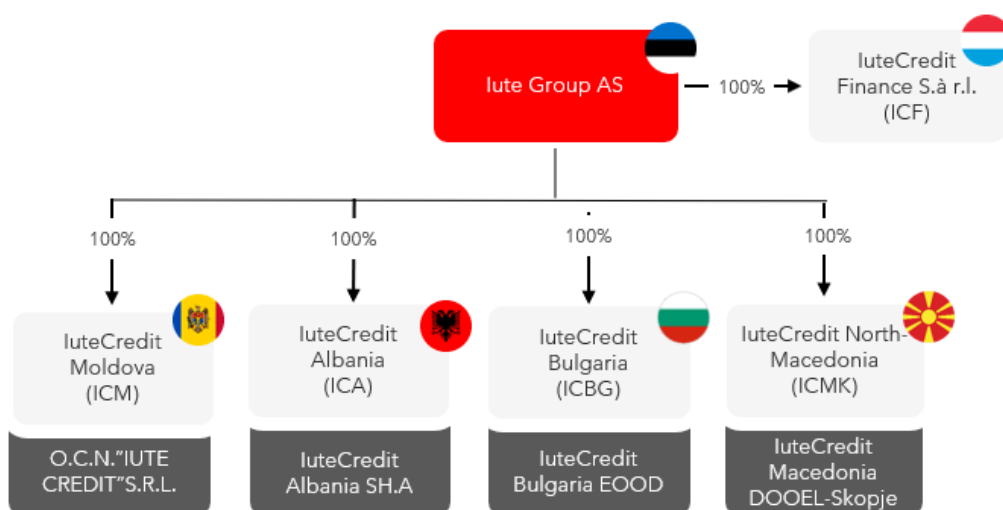 Iute Group AS
100%
IuteCredit
Finance S.à r.l.
(ICF)
100%
100%
100%
100%
IuteCredit
Moldova
(ICM)
IuteCredit
Albania
(ICA)
IuteCredit
Bulgaria
(ICBG)
IuteCredit North-
Macedonia
(ICMK)
O.C.N."IUTE
CREDIT"S.R.L.
IuteCredit
Albania SH.A
IuteCredit
Bulgaria EOOD
IuteCredit
Macedonia
DOOEL-Skopje